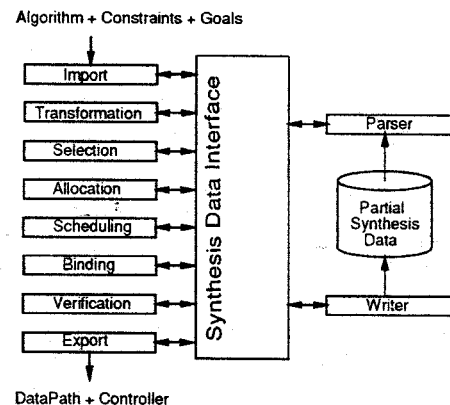 Algorithm + Constraints + Goals
Import
Transformation
Selection
Allocation
Scheduling
Binding
Verification
Export
DataPath + Controller
Synthesis Data Interface
Parser
Partial
Synthesis
Data
Writer